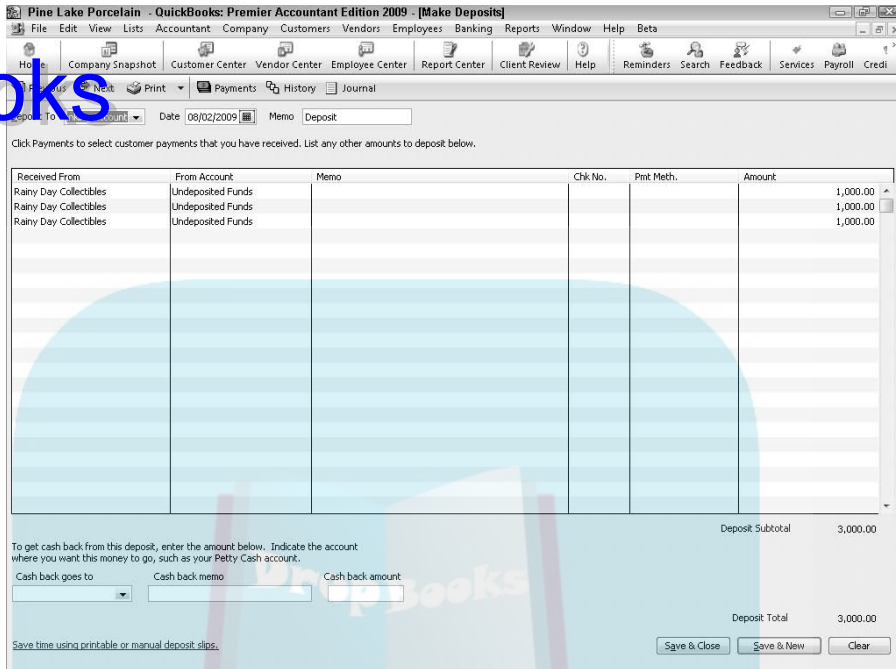 Pine Lake Porcelain - QuickBooks: Premier Accountant Edition 2009 - [Make Deposits]
File Edit View Lists Accountant Company Customers Vendors Employees Banking Reports Window Help Beta
Home Company Snapshot Customer Center Vendor Center Employee Center Report Center Client Review Help Reminders Search Feedback Services Payroll Credi
oks
Previous Next Print Payments History Journal
Deposit To Date 08/02/2009 Memo Deposit
Click Payments to select customer payments that you have received. List any other amounts to deposit below.
Received From From Account Memo Chk No. Pmt Meth. Amount
Rainy Day Collectibles Undeposited Funds 1,000.00
Rainy Day Collectibles Undeposited Funds 1,000.00
Rainy Day Collectibles Undeposited Funds 1,000.00
Deposit Subtotal 3,000.00
To get cash back from this deposit, enter the amount below. Indicate the account
where you want this money to go, such as your Petty Cash account.
Cash back goes to Cash back memo Cash back amount
DropBooks
Deposit Total 3,000.00
Save time using printable or manual deposit slips. Save & Close Save & New Clear